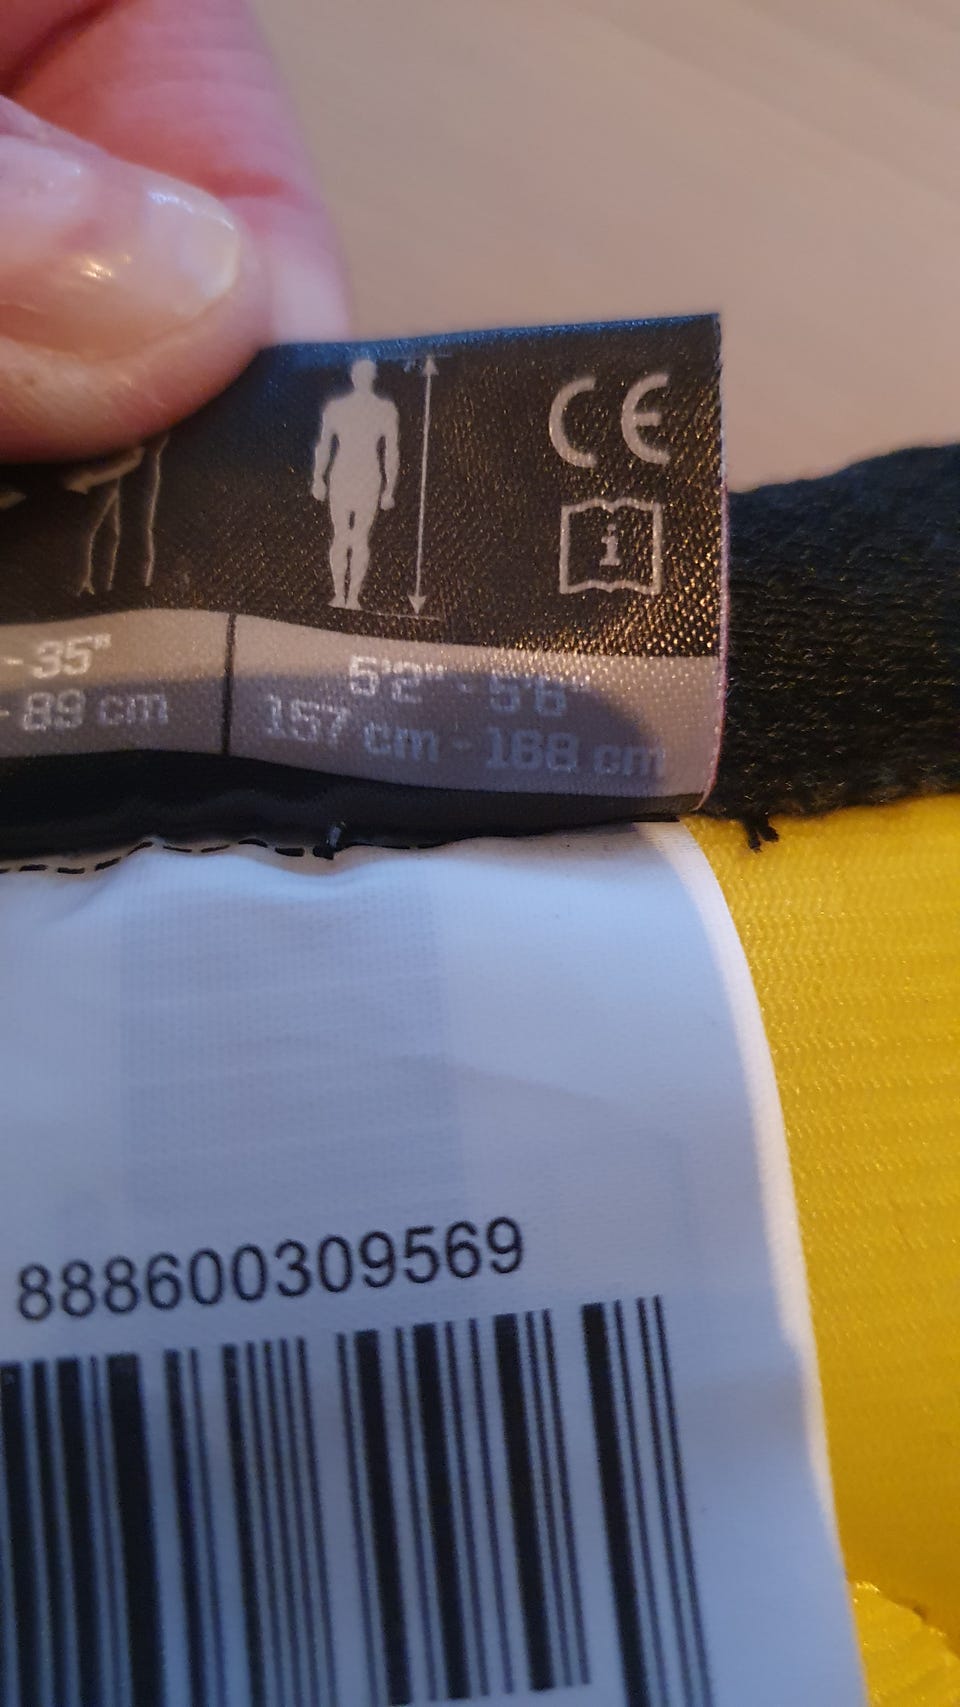 CE
i
- 35" 5'2" - 5'6"
- 89 cm 157 cm - 168 cm
888600309569